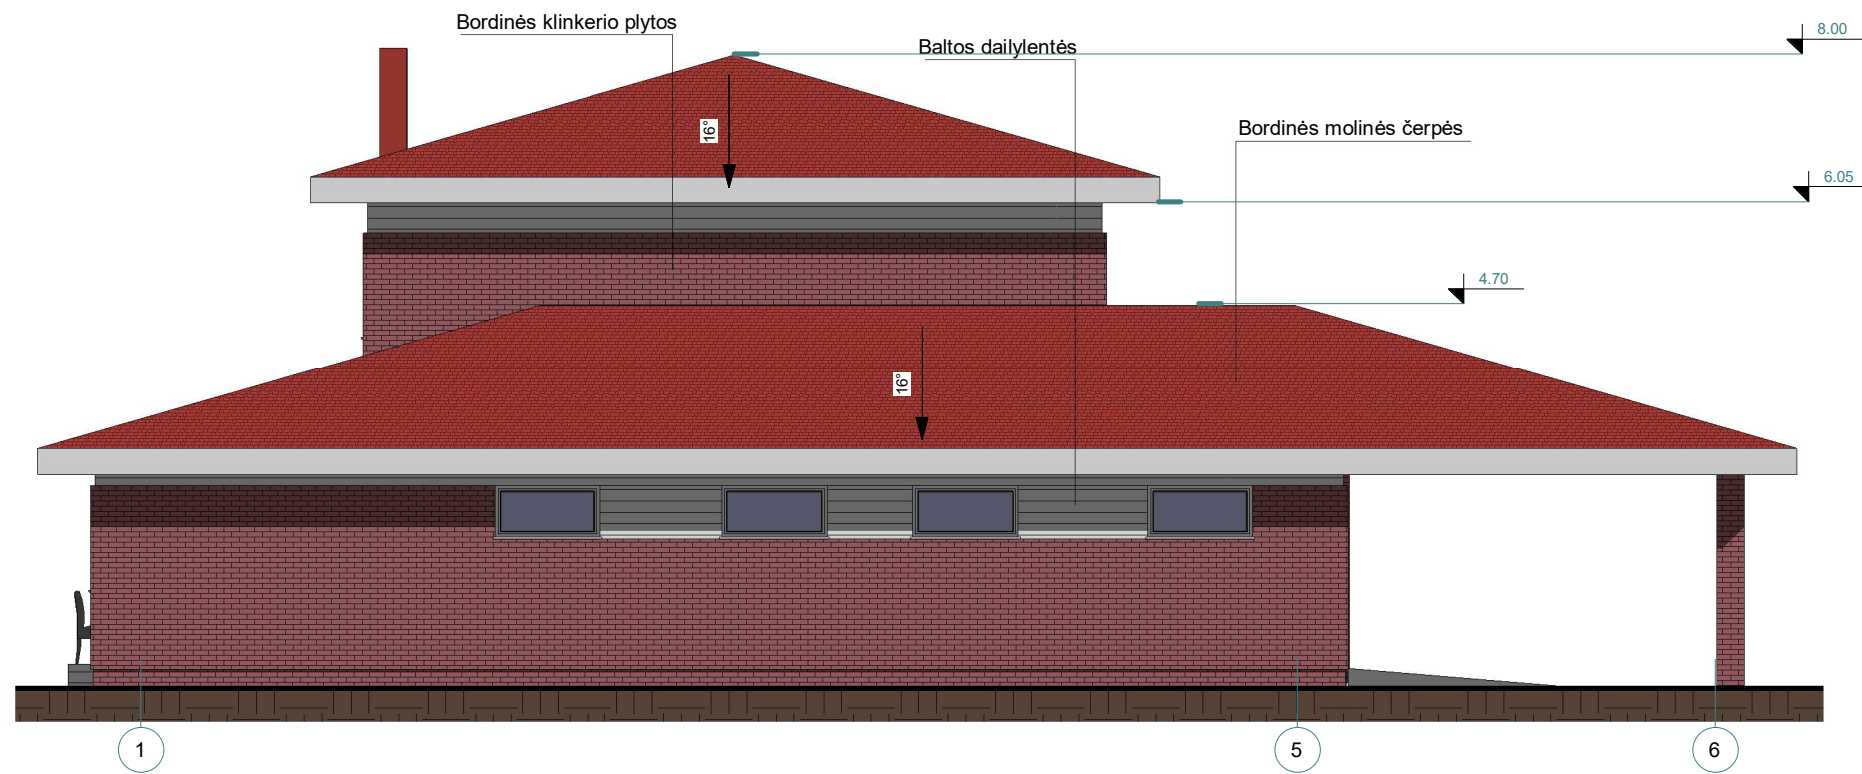 Bordinės klinkerio plytos
8.00
Baltos dailylentės
Bordinės molinės čerpės
16°
6.05
4.70
16°
1
5
6